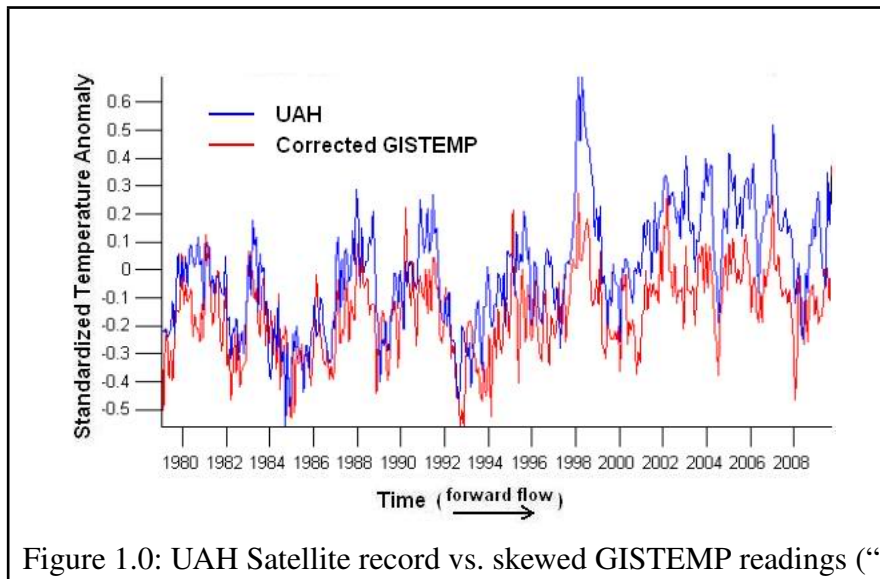 Standardized Temperature Anomaly
0.6
0.5
0.4
0.3
0.2
0.1
0
-0.1
-0.2
-0.3
-0.4
-0.5
UAH
Corrected GISTEMP
1980 1982 1984 1986 1988 1990 1992 1994 1996 1998 2000 2002 2004 2006 2008
Time ( forward flow )
Figure 1.0: UAH Satellite record vs. skewed GISTEMP readings (“